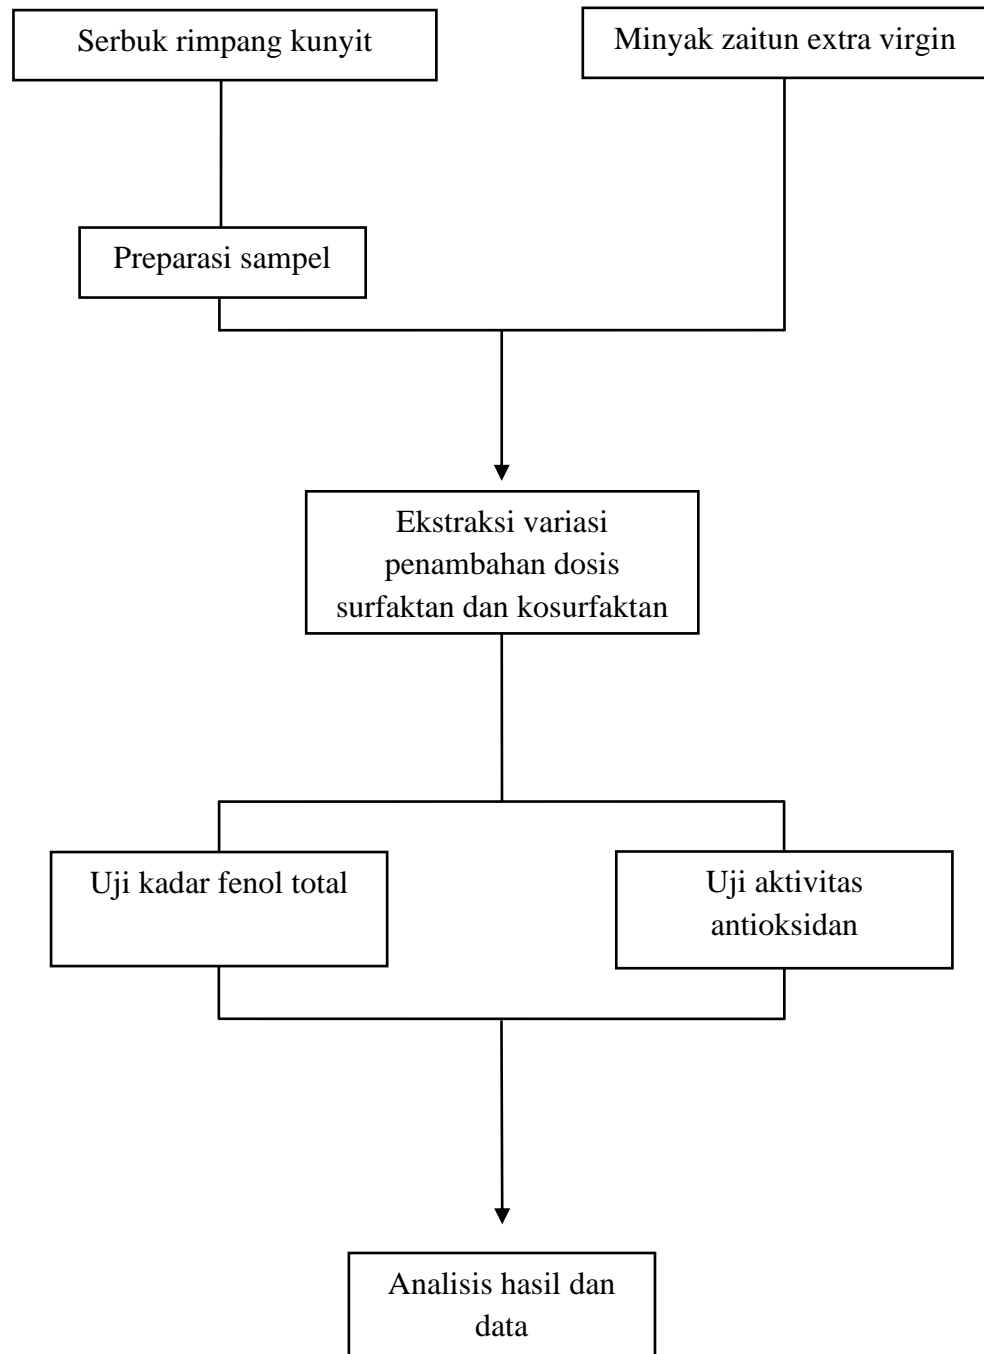 Serbuk rimpang kunyit
Minyak zaitun extra virgin
Preparasi sampel
Ekstraksi variasi
penambahan dosis
surfaktan dan kosurfaktan
Uji kadar fenol total
Uji aktivitas
antioksidan
Analisis hasil dan
data